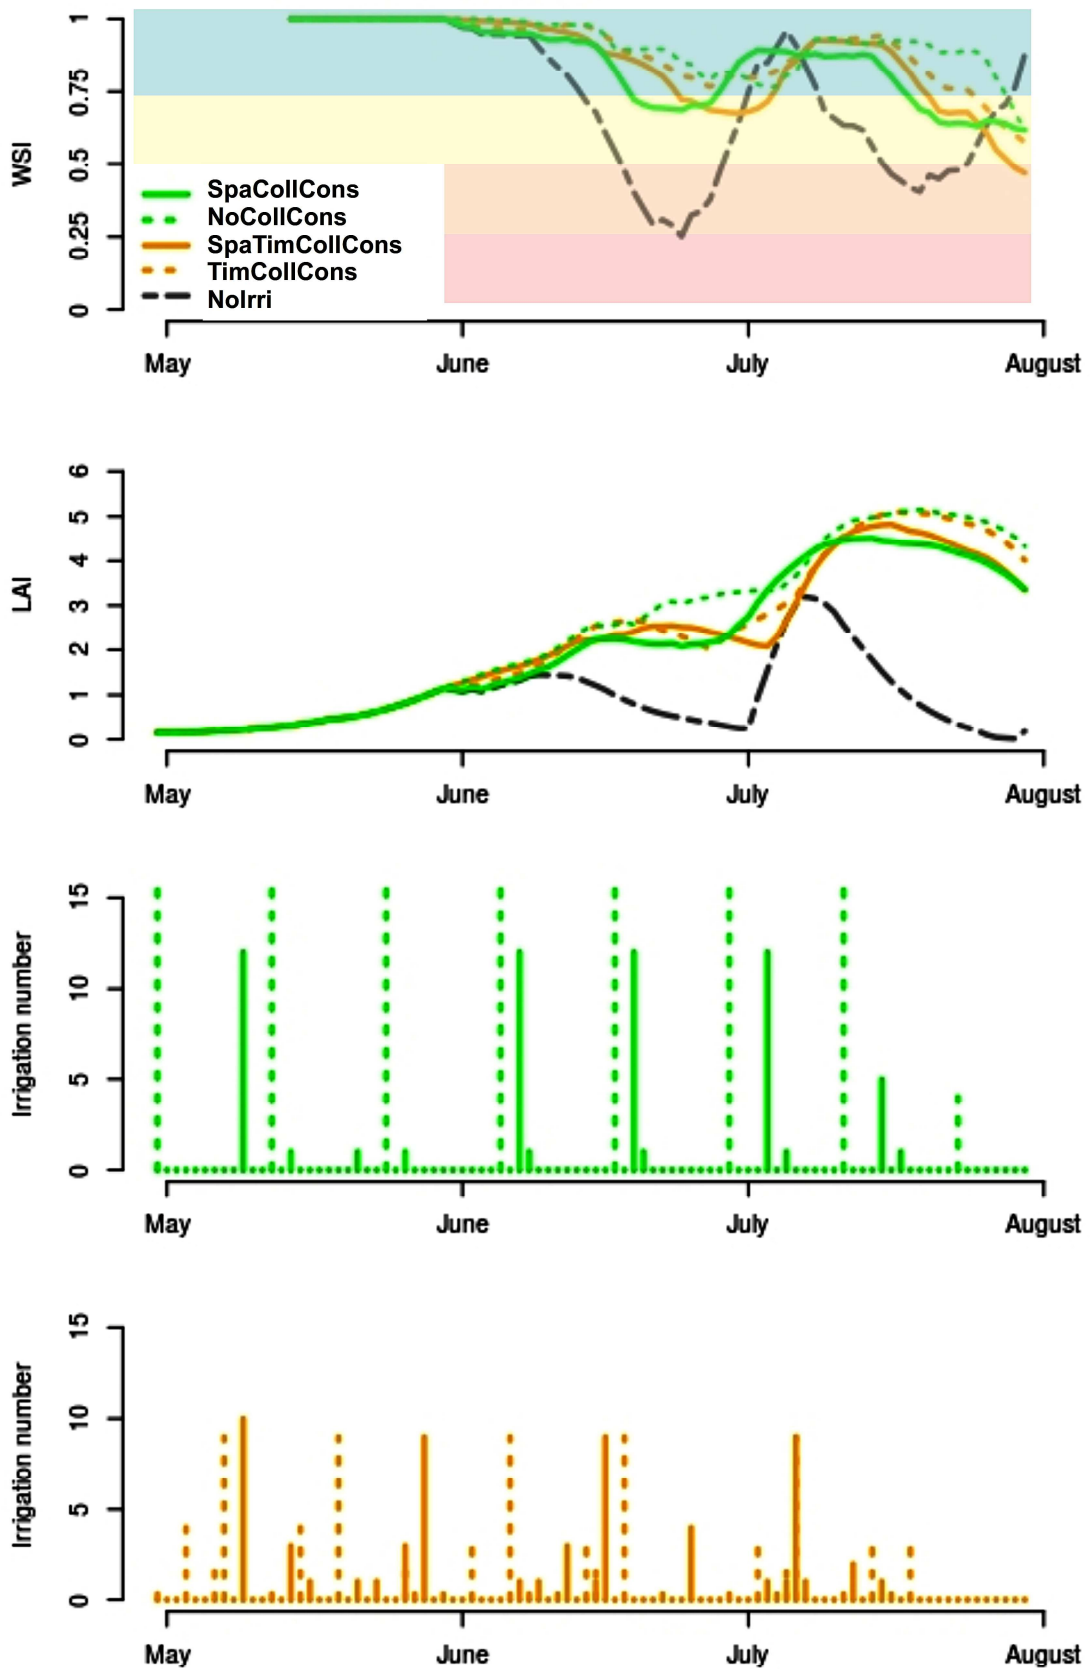 WSI
1
0.75
0.5
0.25
0
SpaCollCons
NoCollCons
SpaTimCollCons
TimCollCons
NoIrri
May June July August
LAI
6
5
4
3
2
1
0
May June July August
Irrigation number
15
10
5
0
May June July August
Irrigation number
15
10
5
0
May June July August